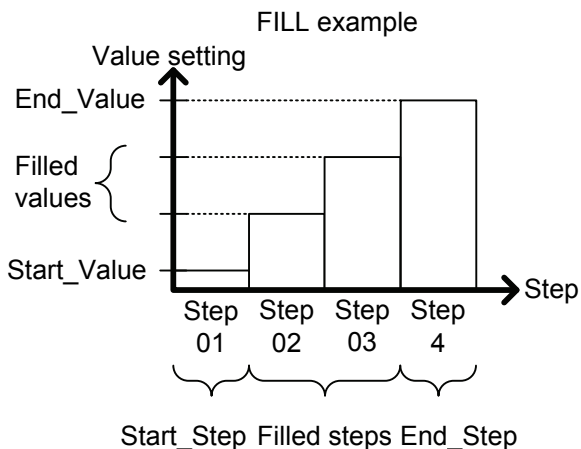 FILL example
Value setting
End_Value
Filled
values
Start_Value
Step
Step Step Step Step
01 02 03 4
Start_Step Filled steps End_Step